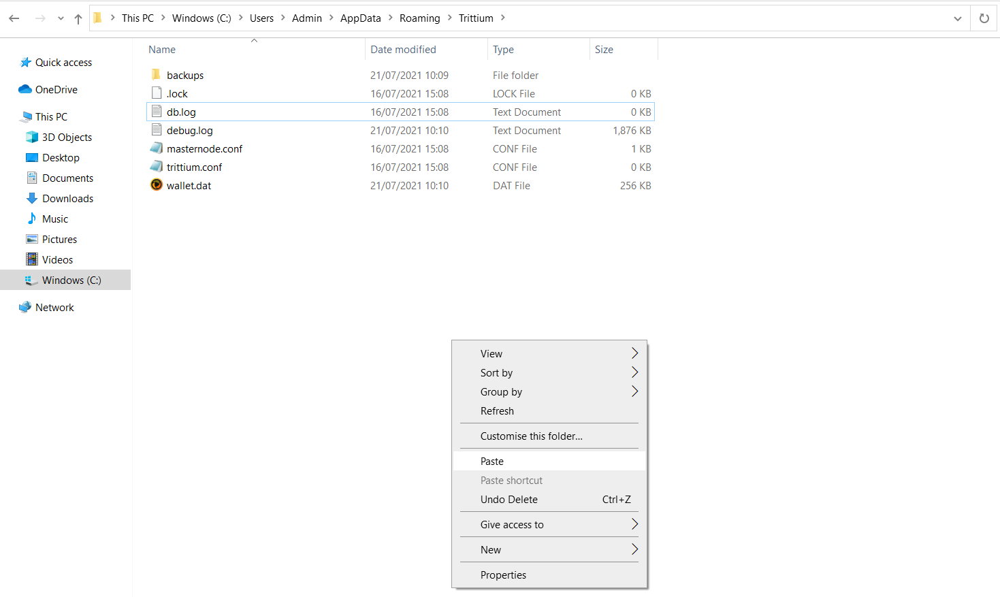 This PC > Windows (C:) > Users > Admin > AppData > Roaming > Trittium >
Name Date modified Type Size
Quick access
OneDrive
This PC
3D Objects
Desktop
Documents
Downloads
Music
Pictures
Videos
Windows (C:)
Network
backups 21/07/2021 10:09 File folder
.lock 16/07/2021 15:08 LOCK File 0 KB
db.log 16/07/2021 15:08 Text Document 0 KB
debug.log 21/07/2021 10:10 Text Document 1,876 KB
masternode.conf 16/07/2021 15:08 CONF File 1 KB
trittium.conf 16/07/2021 15:08 CONF File 0 KB
wallet.dat 21/07/2021 10:10 DAT File 256 KB
View
Sort by
Group by
Refresh
Customise this folder...
Paste
Paste shortcut
Undo Delete Ctrl+Z
Give access to
New
Properties